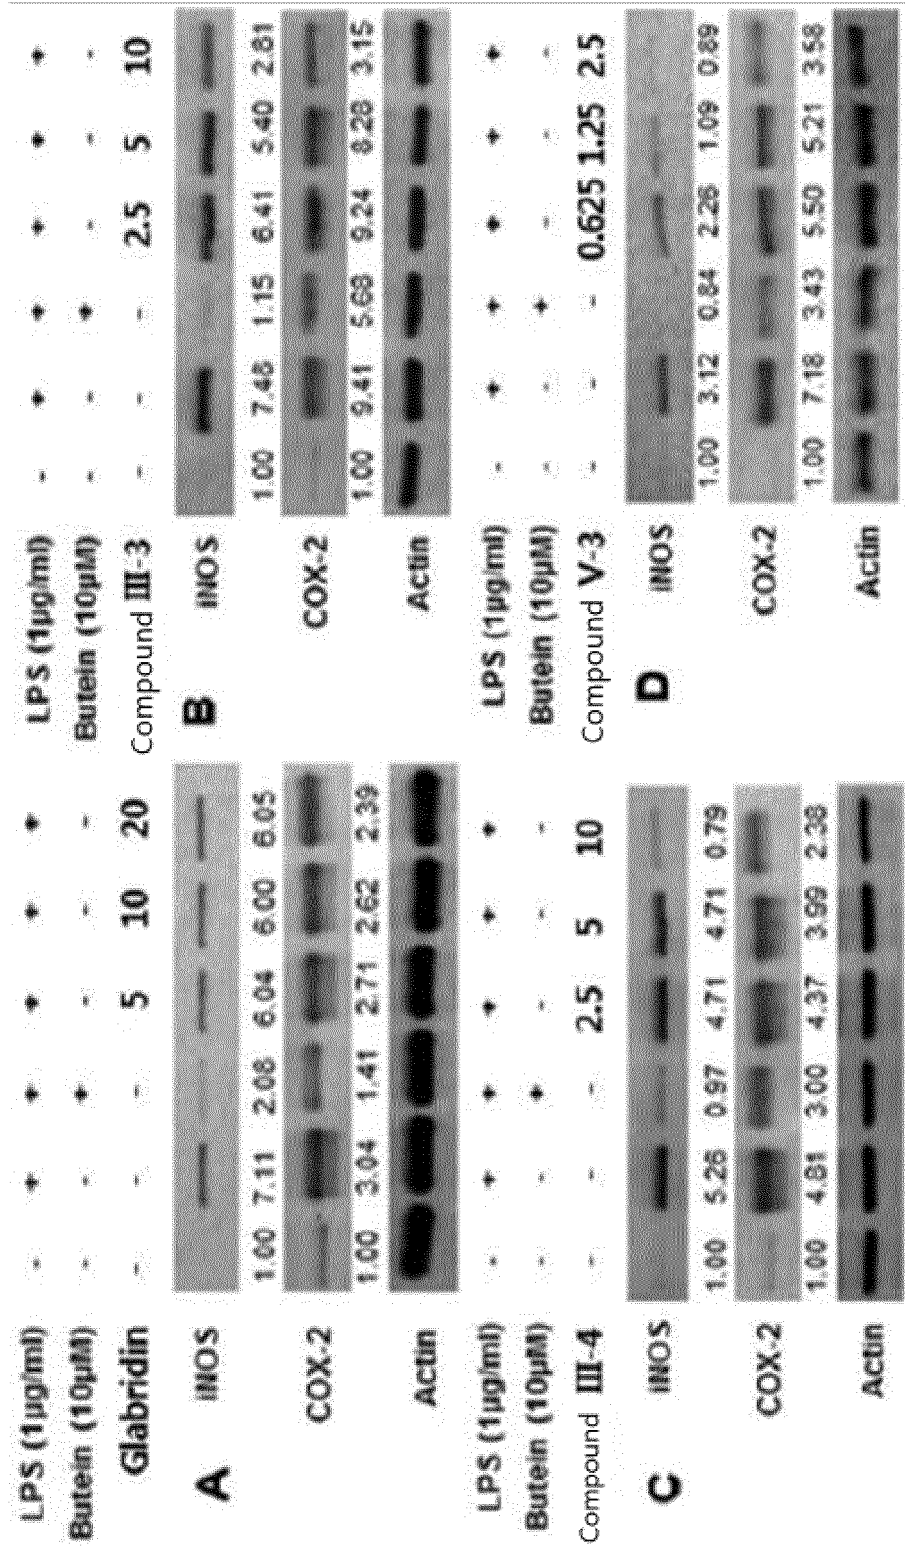 LPS (1µg/ml) - + + + + +
Butein (10µM) - - + - - -
Glabridin - - - 5 10 20
A
iNOS
1.00 7.11 2.08 6.04 6.00 6.05
COX-2
1.00 3.04 1.41 2.71 2.62 2.39
Actin
LPS (1µg/ml) - + + + + +
Butein (10µM) - - + - - -
Compound III-3 - - - 2.5 5 10
B
iNOS
1.00 7.46 1.15 6.41 5.40 2.81
COX-2
1.00 9.41 5.68 9.24 8.28 3.15
Actin
LPS (1µg/ml) - + + + + +
Butein (10µM) - - + - - -
Compound III-4 - - - 2.5 5 10
C
iNOS
1.00 5.26 0.97 4.71 4.71 0.79
COX-2
1.00 4.81 3.00 4.37 3.99 2.38
Actin
LPS (1µg/ml) - + + + + +
Butein (10µM) - - + - - -
Compound V-3 - - - 0.625 1.25 2.5
D
iNOS
1.00 3.12 0.84 2.26 1.09 0.89
COX-2
1.00 7.18 3.43 5.50 5.21 3.58
Actin